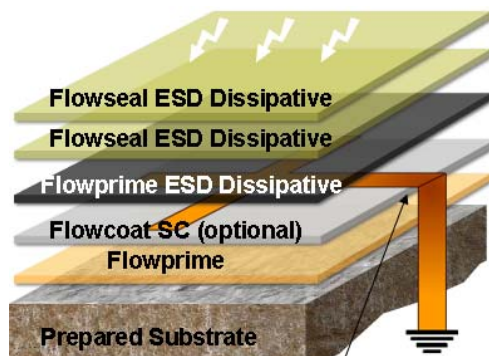 Flowseal ESD Dissipative
Flowseal ESD Dissipative
Flowprime ESD Dissipative
Flowcoat SC (optional)
Flowprime
Prepared Substrate